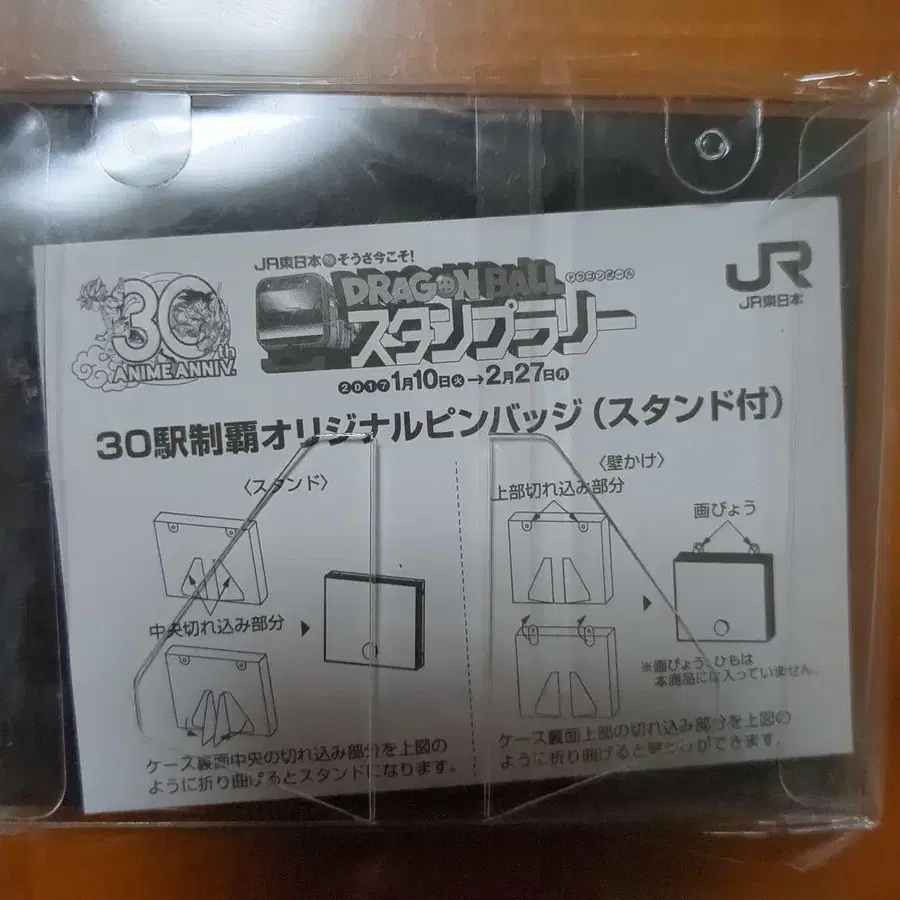 JR東日本 そうさ今こそ!
DRAGON BALL
ドラゴンボール
スタンプラリー
2017 1月10日火→2月27日月
30th
ANIME ANNIV.
JR
JR東日本
30駅制覇オリジナルピンバッジ(スタンド付)
〈スタンド〉
中央切れ込み部分
ケース裏面中央の切れ込み部分を上図の
ように折り曲げるとスタンドになります。
〈壁かけ〉
上部切れ込み部分
画びょう
※画びょう、ひもは
本商品には入っていません。
ケース裏面上部の切れ込み部分を上図の
ように折り曲げると壁かけができます。